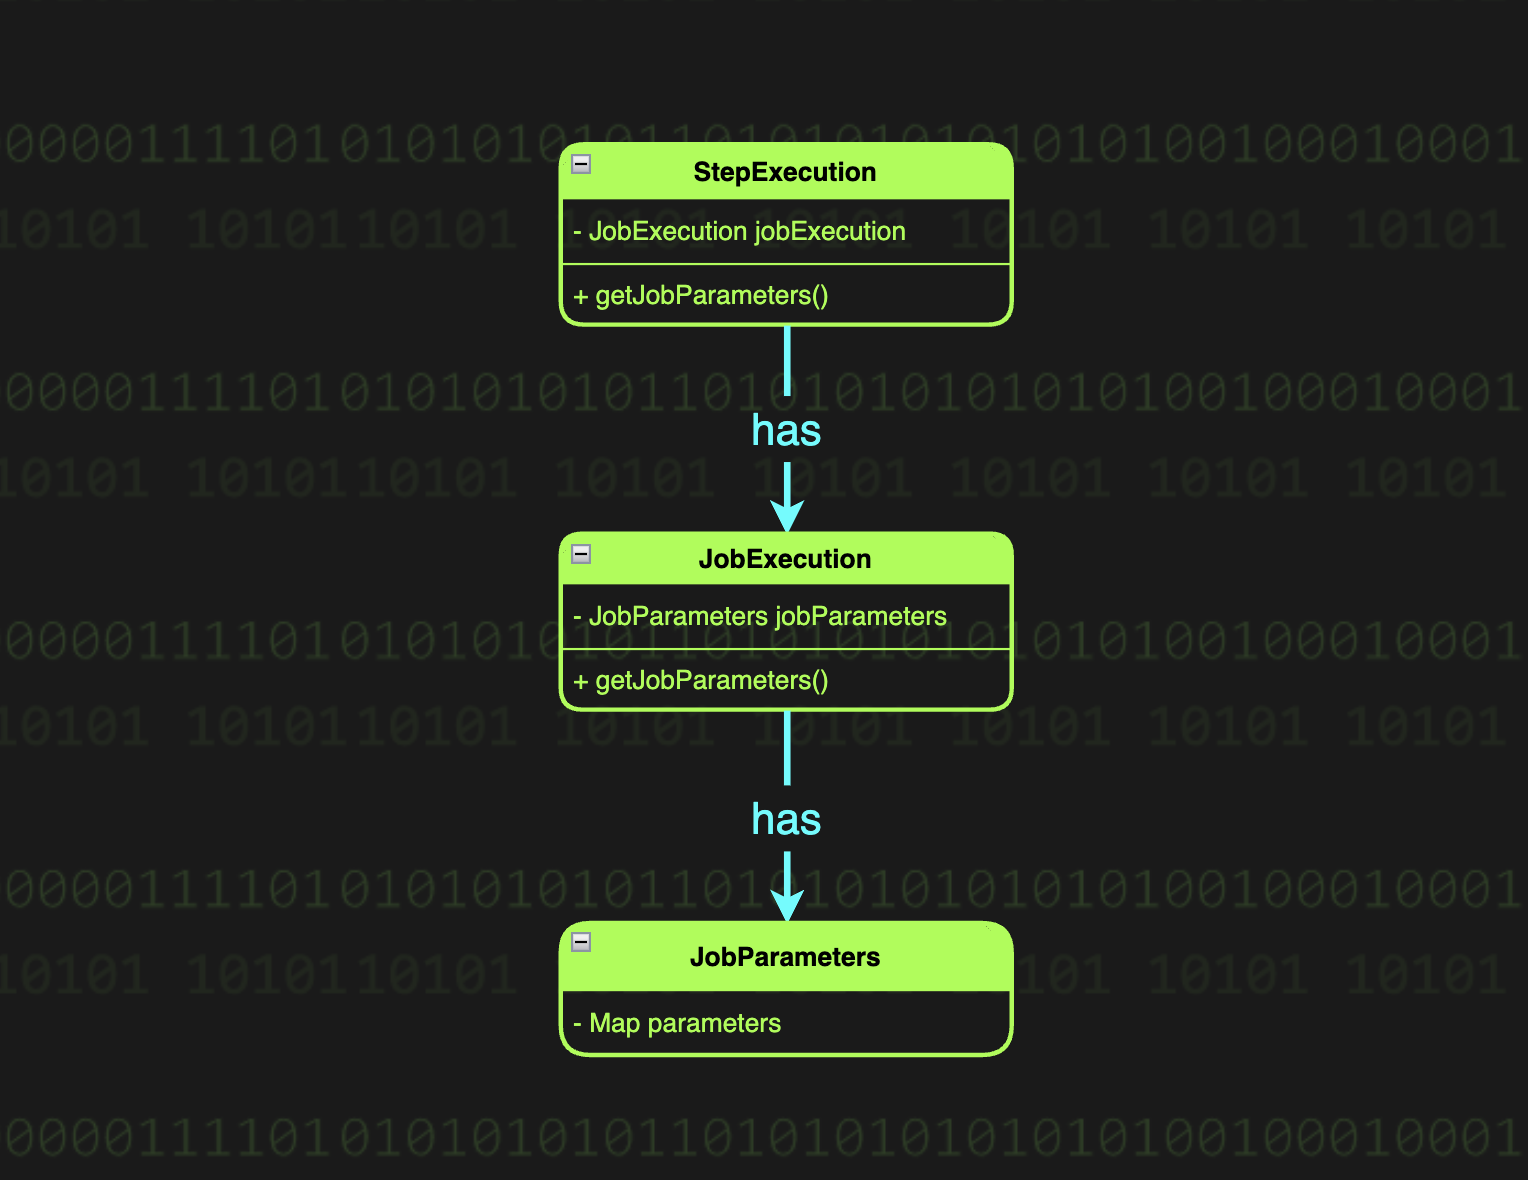 StepExecution
- JobExecution jobExecution
+ getJobParameters()
has
JobExecution
- JobParameters jobParameters
+ getJobParameters()
has
JobParameters
- Map parameters